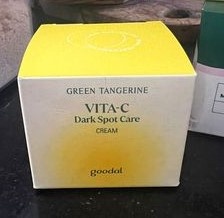 GREEN TANGERINE
VITA-C
Dark Spot Care
CREAM
goodal